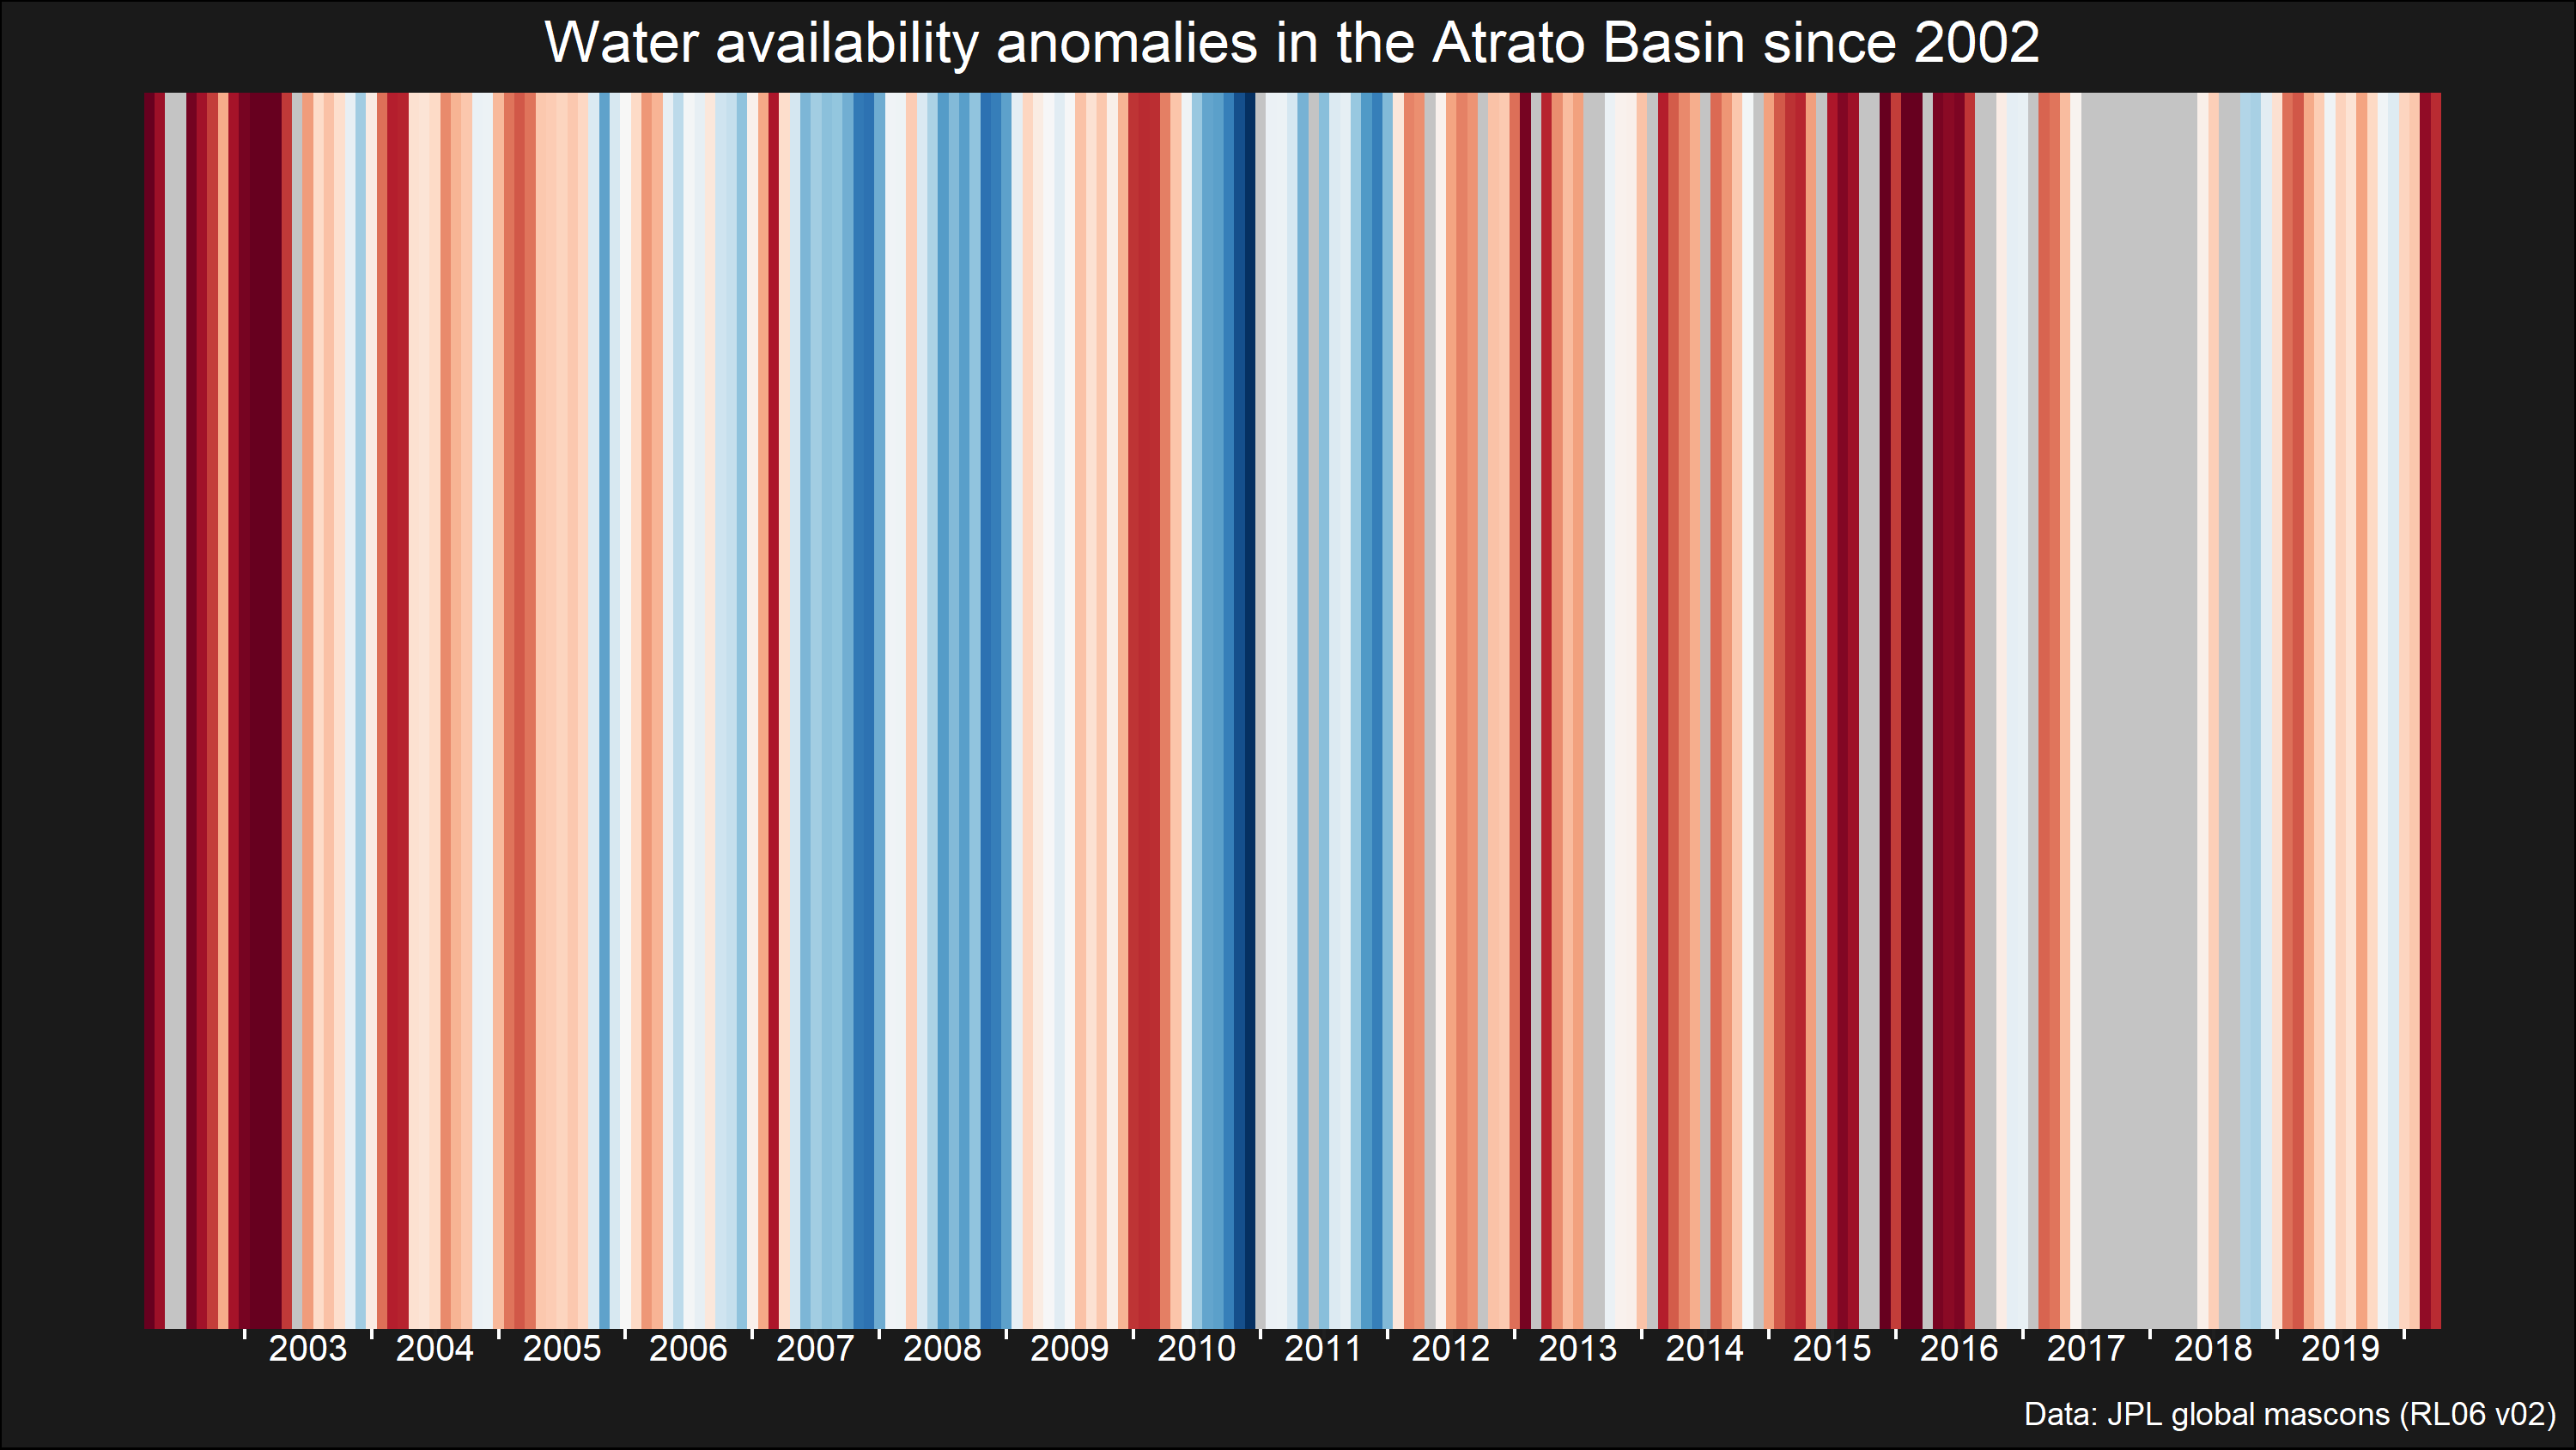 Water availability anomalies in the Atrato Basin since 2002
2003 2004 2005 2006 2007 2008 2009 2010 2011 2012 2013 2014 2015 2016 2017 2018 2019
Data: JPL global mascons (RL06 v02)